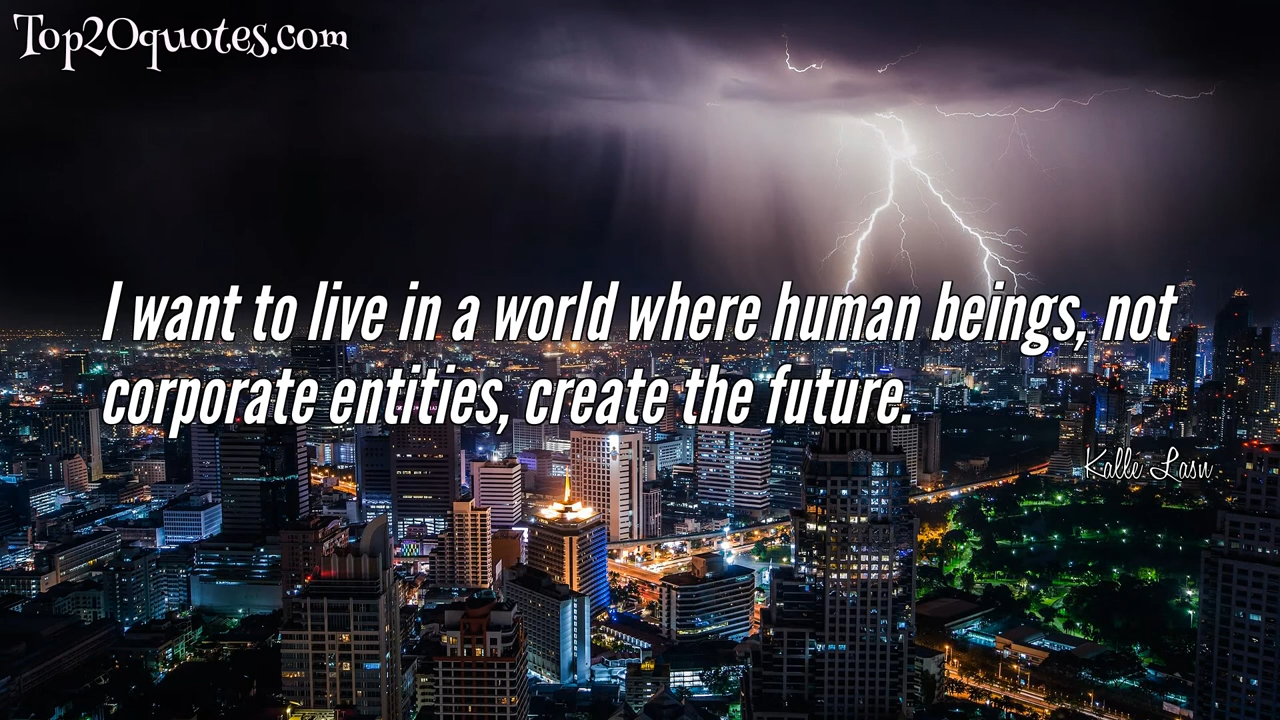 Top20quotes.com
I want to live in a world where human beings, not
corporate entities, create the future.
Kalle Lasn